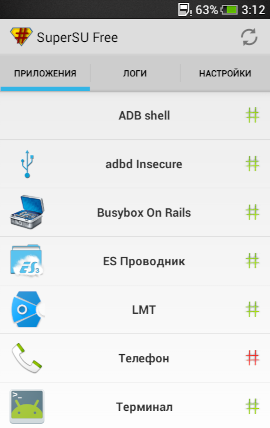 63% 3:12
SuperSU Free
ПРИЛОЖЕНИЯ ЛОГИ НАСТРОЙКИ
ADB shell
adbd Insecure
Busybox On Rails
ES Проводник
LMT
Телефон
Терминал